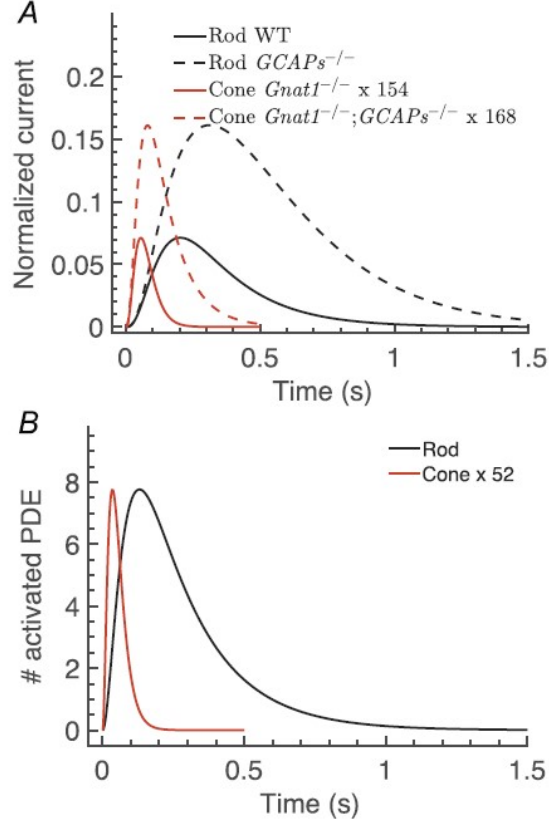 A
Normalized current
0.2
0.15
0.1
0.05
0
Rod WT
Rod GCAPs⁻/⁻
Cone Gnat1⁻/⁻ x 154
Cone Gnat1⁻/⁻;GCAPs⁻/⁻ x 168
0 0.5 1 1.5
Time (s)
B
# activated PDE
8
6
4
2
0
Rod
Cone x 52
0 0.5 1 1.5
Time (s)